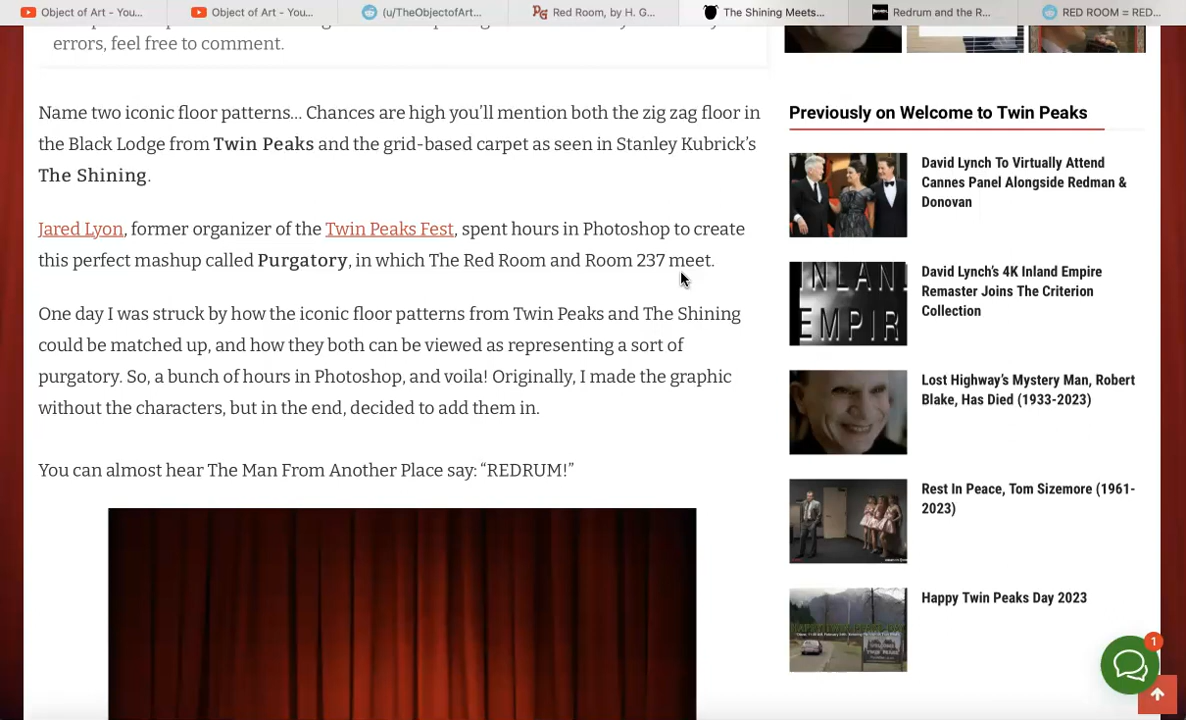 Object of Art - You...
Object of Art - You...
(u/TheObjectofArt...
Red Room, by H. G...
The Shining Meets...
Redrum and the R...
RED ROOM = RED...
errors, feel free to comment.
Name two iconic floor patterns... Chances are high you’ll mention both the zig zag floor in
the Black Lodge from Twin Peaks and the grid-based carpet as seen in Stanley Kubrick’s
The Shining.
Jared Lyon, former organizer of the Twin Peaks Fest, spent hours in Photoshop to create
this perfect mashup called Purgatory, in which The Red Room and Room 237 meet.
One day I was struck by how the iconic floor patterns from Twin Peaks and The Shining
could be matched up, and how they both can be viewed as representing a sort of
purgatory. So, a bunch of hours in Photoshop, and voila! Originally, I made the graphic
without the characters, but in the end, decided to add them in.
You can almost hear The Man From Another Place say: “REDRUM!”
Previously on Welcome to Twin Peaks
David Lynch To Virtually Attend
Cannes Panel Alongside Redman &
Donovan
INLAN
EMPIR
David Lynch’s 4K Inland Empire
Remaster Joins The Criterion
Collection
Lost Highway’s Mystery Man, Robert
Blake, Has Died (1933-2023)
Rest In Peace, Tom Sizemore (1961-
2023)
Happy Twin Peaks Day 2023
1